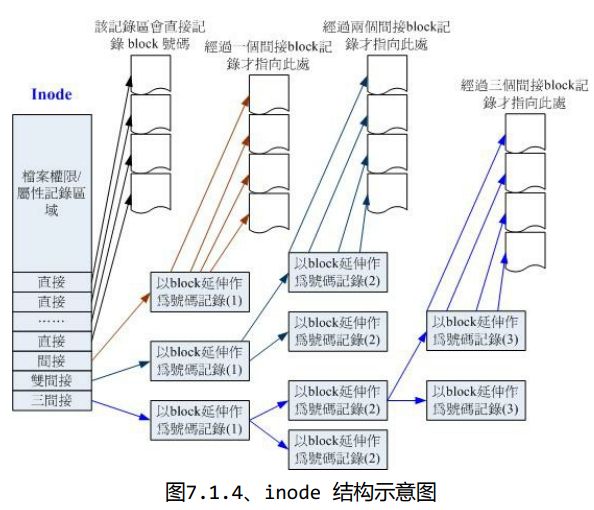 該記錄區會直接記
錄 block 號碼
經過一個間接block記
錄才指向此處
經過兩個間接block記
錄才指向此處
經過三個間接block記
錄才指向此處
Inode
檔案權限/
屬性記錄區
域
直接
直接
……
直接
間接
雙間接
三間接
以block延伸作
為號碼記錄(1)
以block延伸作
為號碼記錄(1)
以block延伸作
為號碼記錄(1)
以block延伸作
為號碼記錄(2)
以block延伸作
為號碼記錄(2)
以block延伸作
為號碼記錄(2)
以block延伸作
為號碼記錄(2)
以block延伸作
為號碼記錄(3)
以block延伸作
為號碼記錄(3)
图7.1.4、inode 结构示意图